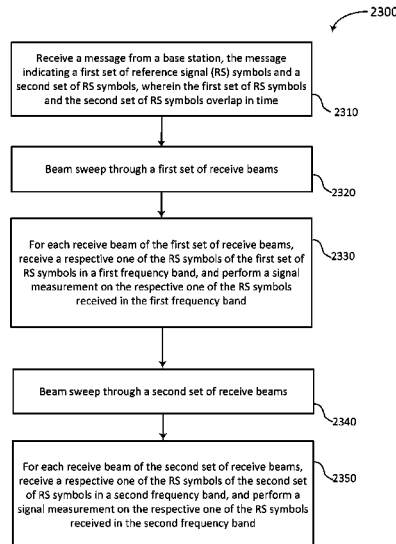 2300
Receive a message from a base station, the message
indicating a first set of reference signal (RS) symbols and a
second set of RS symbols, wherein the first set of RS symbols
and the second set of RS symbols overlap in time
2310
Beam sweep through a first set of receive beams
2320
For each receive beam of the first set of receive beams,
receive a respective one of the RS symbols of the first set of
RS symbols in a first frequency band, and perform a signal
measurement on the respective one of the RS symbols
received in the first frequency band
2330
Beam sweep through a second set of receive beams
2340
For each receive beam of the second set of receive beams,
receive a respective one of the RS symbols of the second set
of RS symbols in a second frequency band, and perform a
signal measurement on the respective one of the RS symbols
received in the second frequency band
2350